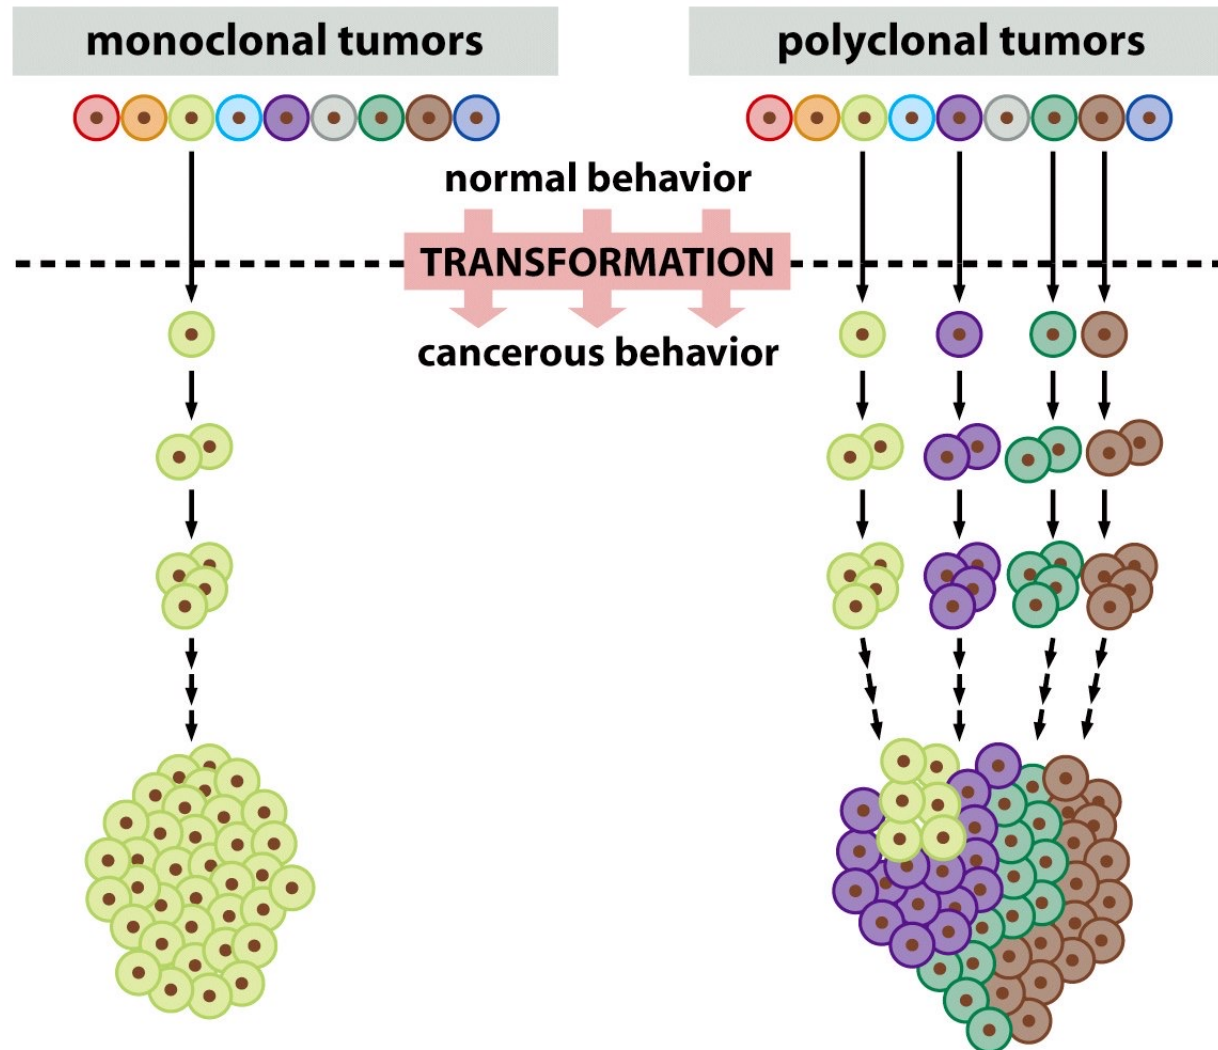 monoclonal tumors
polyclonal tumors
normal behavior
TRANSFORMATION
cancerous behavior